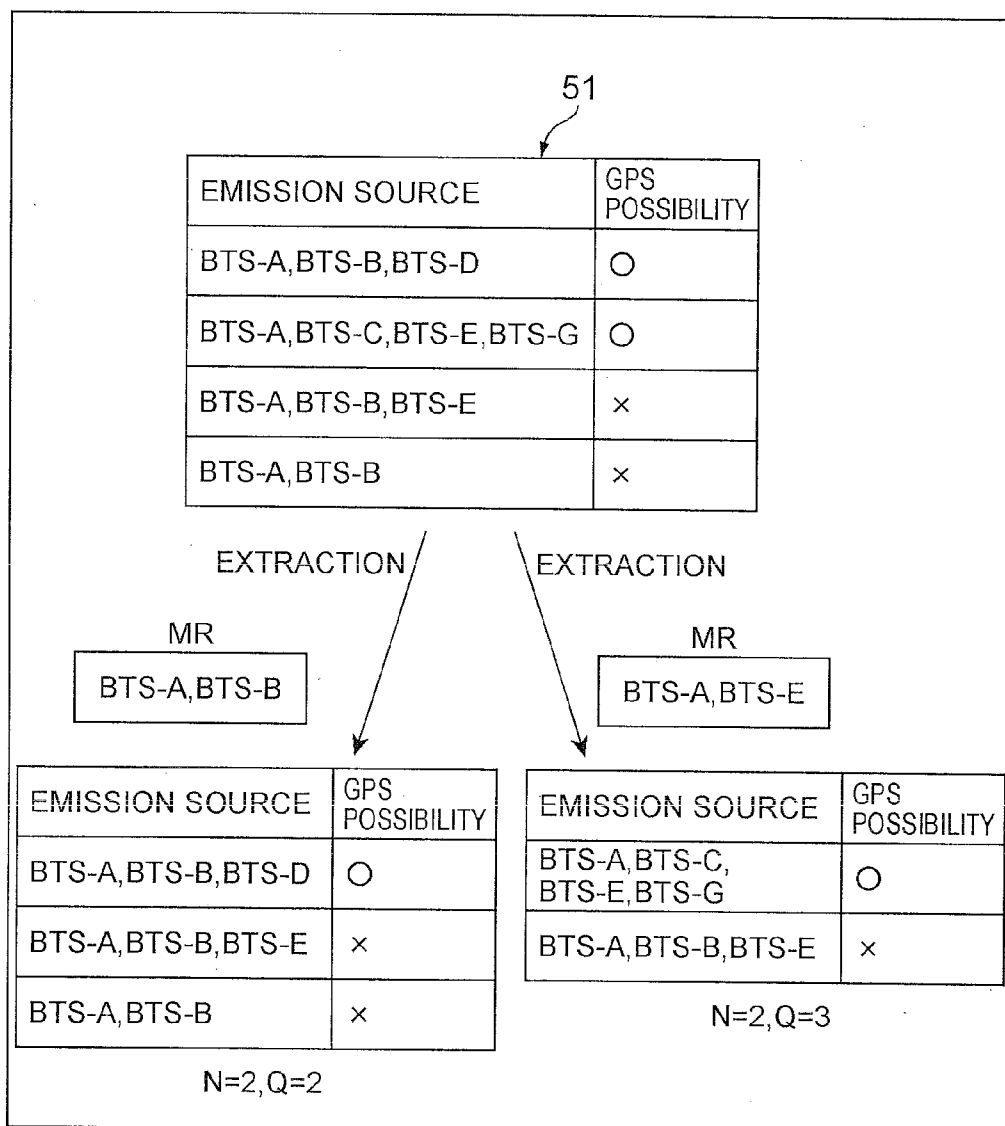 51
EMISSION SOURCE
GPS
POSSIBILITY
BTS-A,BTS-B,BTS-D
○
BTS-A,BTS-C,BTS-E,BTS-G
○
BTS-A,BTS-B,BTS-E
×
BTS-A,BTS-B
×
EXTRACTION
EXTRACTION
MR
BTS-A,BTS-B
MR
BTS-A,BTS-E
EMISSION SOURCE
GPS
POSSIBILITY
BTS-A,BTS-B,BTS-D
○
BTS-A,BTS-B,BTS-E
×
BTS-A,BTS-B
×
N=2,Q=2
EMISSION SOURCE
GPS
POSSIBILITY
BTS-A,BTS-C,
BTS-E,BTS-G
○
BTS-A,BTS-B,BTS-E
×
N=2,Q=3